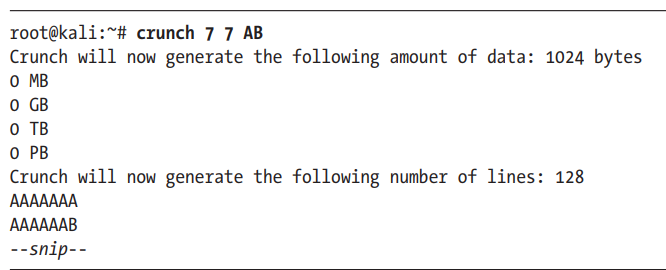 root@kali:~# crunch 7 7 AB
Crunch will now generate the following amount of data: 1024 bytes
0 MB
0 GB
0 TB
0 PB
Crunch will now generate the following number of lines: 128
AAAAAAA
AAAAAAB
--snip--